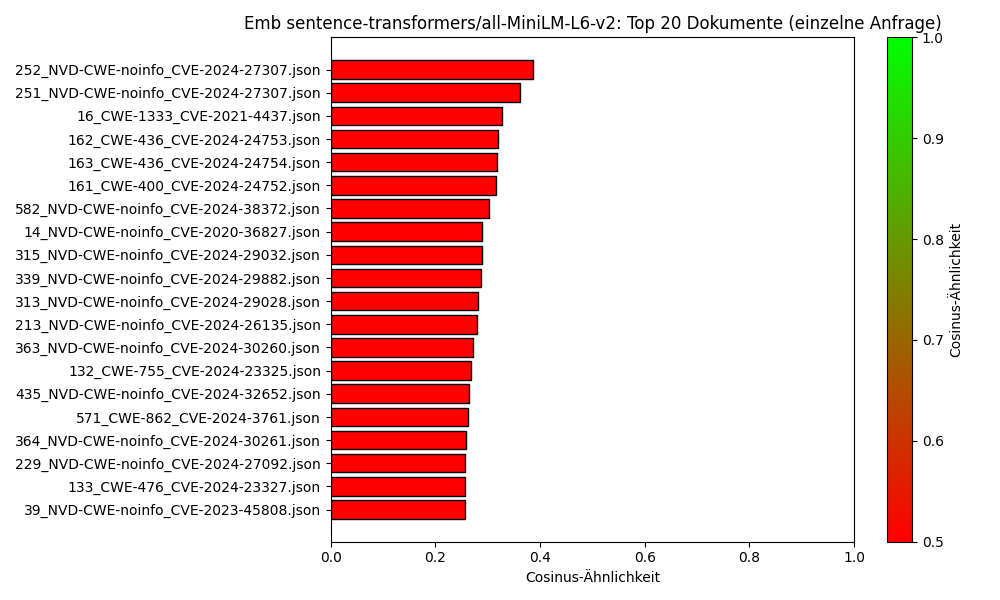 Emb sentence-transformers/all-MiniLM-L6-v2: Top 20 Dokumente (einzelne Anfrage)
252_NVD-CWE-noinfo_CVE-2024-27307.json
251_NVD-CWE-noinfo_CVE-2024-27307.json
16_CWE-1333_CVE-2021-4437.json
162_CWE-436_CVE-2024-24753.json
163_CWE-436_CVE-2024-24754.json
161_CWE-400_CVE-2024-24752.json
582_NVD-CWE-noinfo_CVE-2024-38372.json
14_NVD-CWE-noinfo_CVE-2020-36827.json
315_NVD-CWE-noinfo_CVE-2024-29032.json
339_NVD-CWE-noinfo_CVE-2024-29882.json
313_NVD-CWE-noinfo_CVE-2024-29028.json
213_NVD-CWE-noinfo_CVE-2024-26135.json
363_NVD-CWE-noinfo_CVE-2024-30260.json
132_CWE-755_CVE-2024-23325.json
435_NVD-CWE-noinfo_CVE-2024-32652.json
571_CWE-862_CVE-2024-3761.json
364_NVD-CWE-noinfo_CVE-2024-30261.json
229_NVD-CWE-noinfo_CVE-2024-27092.json
133_CWE-476_CVE-2024-23327.json
39_NVD-CWE-noinfo_CVE-2023-45808.json
0.0 0.2 0.4 0.6 0.8 1.0
Cosinus-Ähnlichkeit
1.0
0.9
0.8
0.7
0.6
0.5
Cosinus-Ähnlichkeit